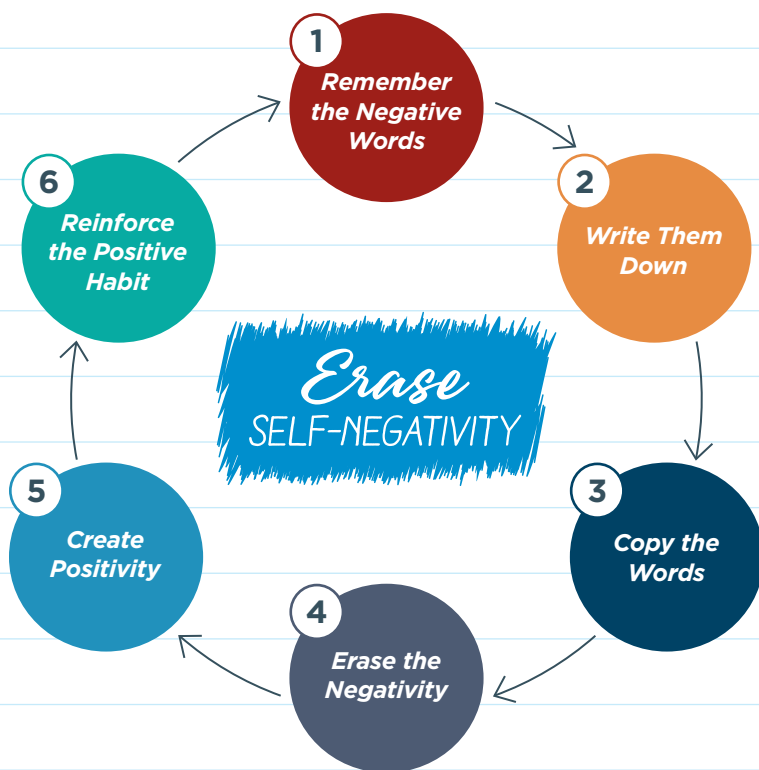 1
Remember
the Negative
Words
2
Write Them
Down
3
Copy the
Words
4
Erase the
Negativity
5
Create
Positivity
6
Reinforce
the Positive
Habit
Erase
SELF-NEGATIVITY